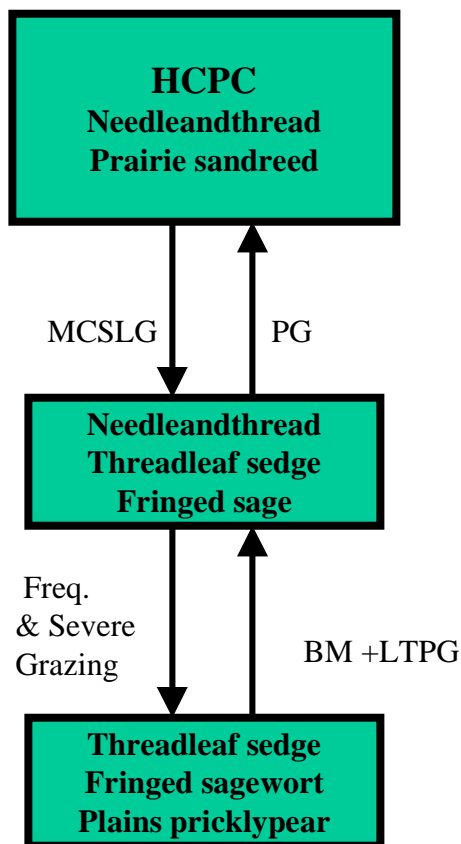 HCPC
Needleandthread
Prairie sandreed
MCSLG
PG
Needleandthread
Threadleaf sedge
Fringed sage
Freq.
& Severe
Grazing
BM +LTPG
Threadleaf sedge
Fringed sagewort
Plains pricklypear